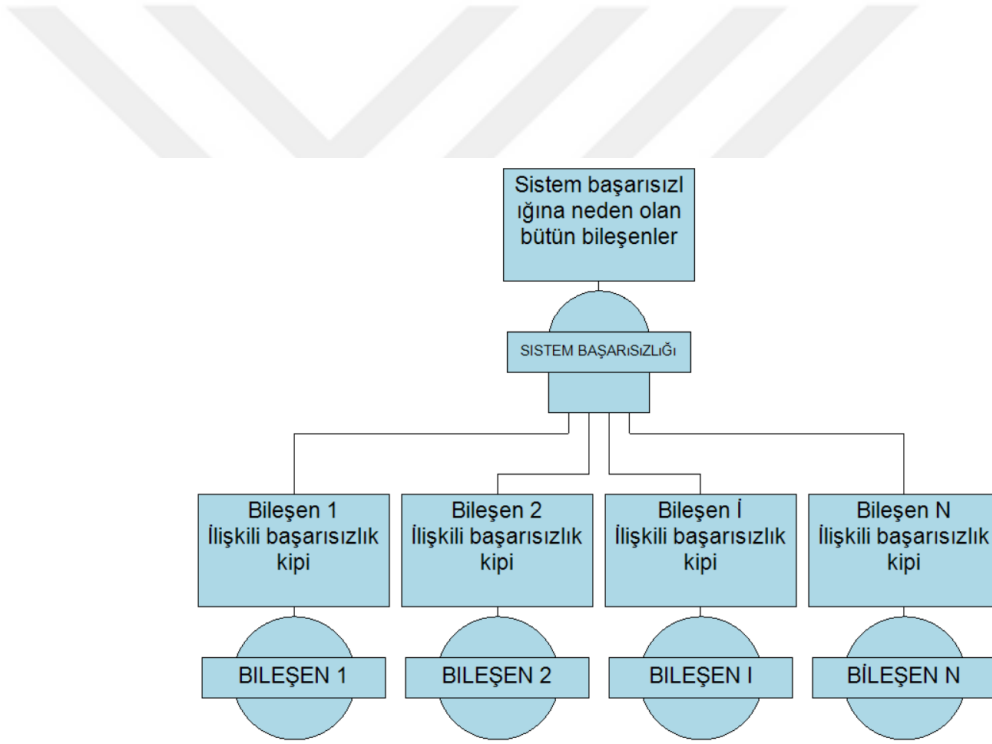 Sistem başarısızl
ığına neden olan
bütün bileşenler
SISTEM BAŞARıSıZLıĞı
Bileşen 1
İlişkili başarısızlık
kipi
Bileşen 2
İlişkili başarısızlık
kipi
Bileşen İ
İlişkili başarısızlık
kipi
Bileşen N
İlişkili başarısızlık
kipi
BILEŞEN 1
BILEŞEN 2
BILEŞEN I
BİLEŞEN N